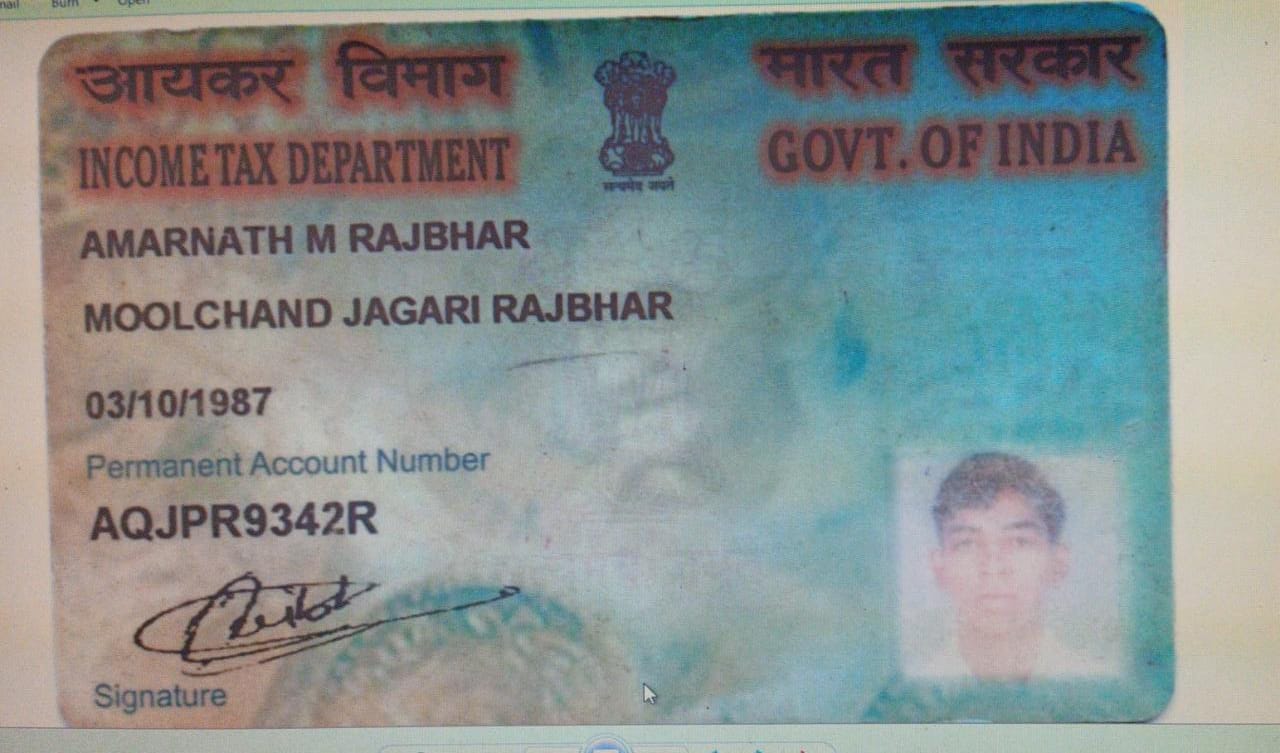 आयकर विभाग
INCOME TAX DEPARTMENT
सत्यमेव जयते
भारत सरकार
GOVT. OF INDIA
AMARNATH M RAJBHAR
MOOLCHAND JAGARI RAJBHAR
03/10/1987
Permanent Account Number
AQJPR9342R
Signature